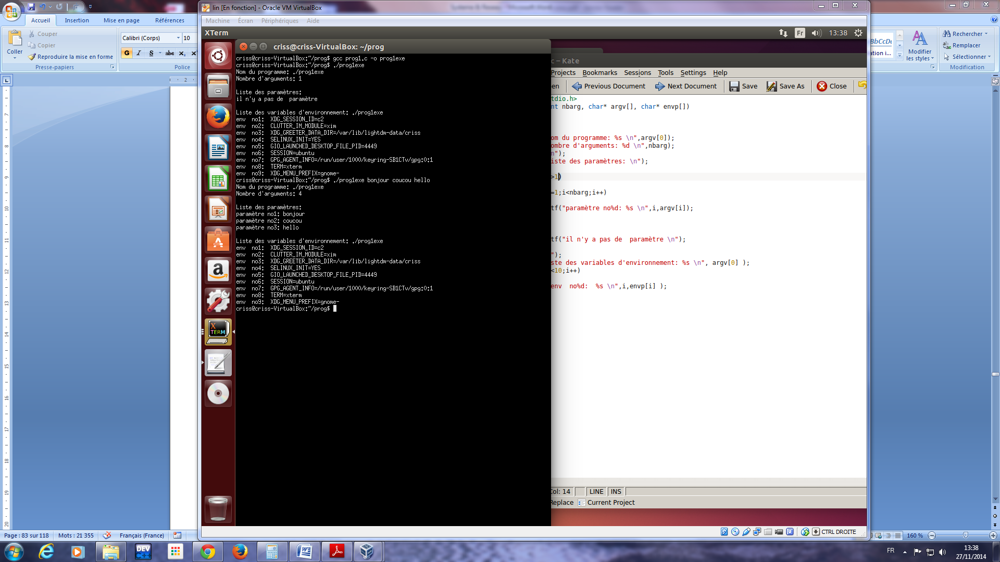 lin [En fonction] - Oracle VM VirtualBox
Accueil
Insertion
Mise en page
Références
Machine
Écran
Périphériques
Aide
Coller
Couper
Copier
Reproduire la mise en forme
Presse-papiers
Calibri (Corps)
10
G I S abc x₂
Police
Modifier
les styles
Rechercher
Remplacer
Sélectionner
Modification
XTerm
Fr
13:38
criss@criss-VirtualBox: ~/prog
criss@criss-VirtualBox:~/prog$ gcc prog1.c -o prog1exe
criss@criss-VirtualBox:~/prog$ ./prog1exe
Nom du programme: ./prog1exe
Nombre d'arguments: 1
Liste des paramètres:
il n'y a pas de  paramètre
Liste des variables d'environnement: ./prog1exe
env  no1:  XDG_SESSION_ID=c2
env  no2:  CLUTTER_IM_MODULE=xim
env  no3:  XDG_GREETER_DATA_DIR=/var/lib/lightdm-data/criss
env  no4:  SELINUX_INIT=YES
env  no5:  GIO_LAUNCHED_DESKTOP_FILE_PID=4449
env  no6:  SESSION=ubuntu
env  no7:  GPG_AGENT_INFO=/run/user/1000/keyring-SB1CTv/gpg:0:1
env  no8:  TERM=xterm
env  no9:  XDG_MENU_PREFIX=gnome-
criss@criss-VirtualBox:~/prog$ ./prog1exe bonjour coucou hello
Nom du programme: ./prog1exe
Nombre d'arguments: 4
Liste des paramètres:
paramètre no1: bonjour
paramètre no2: coucou
paramètre no3: hello
Liste des variables d'environnement: ./prog1exe
env  no1:  XDG_SESSION_ID=c2
env  no2:  CLUTTER_IM_MODULE=xim
env  no3:  XDG_GREETER_DATA_DIR=/var/lib/lightdm-data/criss
env  no4:  SELINUX_INIT=YES
env  no5:  GIO_LAUNCHED_DESKTOP_FILE_PID=4449
env  no6:  SESSION=ubuntu
env  no7:  GPG_AGENT_INFO=/run/user/1000/keyring-SB1CTv/gpg:0:1
env  no8:  TERM=xterm
env  no9:  XDG_MENU_PREFIX=gnome-
criss@criss-VirtualBox:~/prog$
c – Kate
Projects
Bookmarks
Sessions
Tools
Settings
Help
en
Previous Document
Next Document
Save
Save As
Close
tdio.h>
nt nbarg, char* argv[], char* envp[])
om du programme: %s \n",argv[0]);
ombre d'arguments: %d \n",nbarg);
\n");
iste des paramètres: \n");
>1)
=1;i<nbarg;i++)
tf("paramètre no%d: %s \n",i,argv[i]);
tf("il n'y a pas de  paramètre \n");
");
ste des variables d'environnement: %s \n", argv[0] );
<10;i++)
env  no%d:  %s \n",i,envp[i] );
Col: 14
LINE
INS
Replace
Current Project
X
TERM
CTRL DROITE
Page : 83 sur 118
Mots : 21 355
Français (France)
160 %
DEV
C++
FR
13:38
27/11/2014